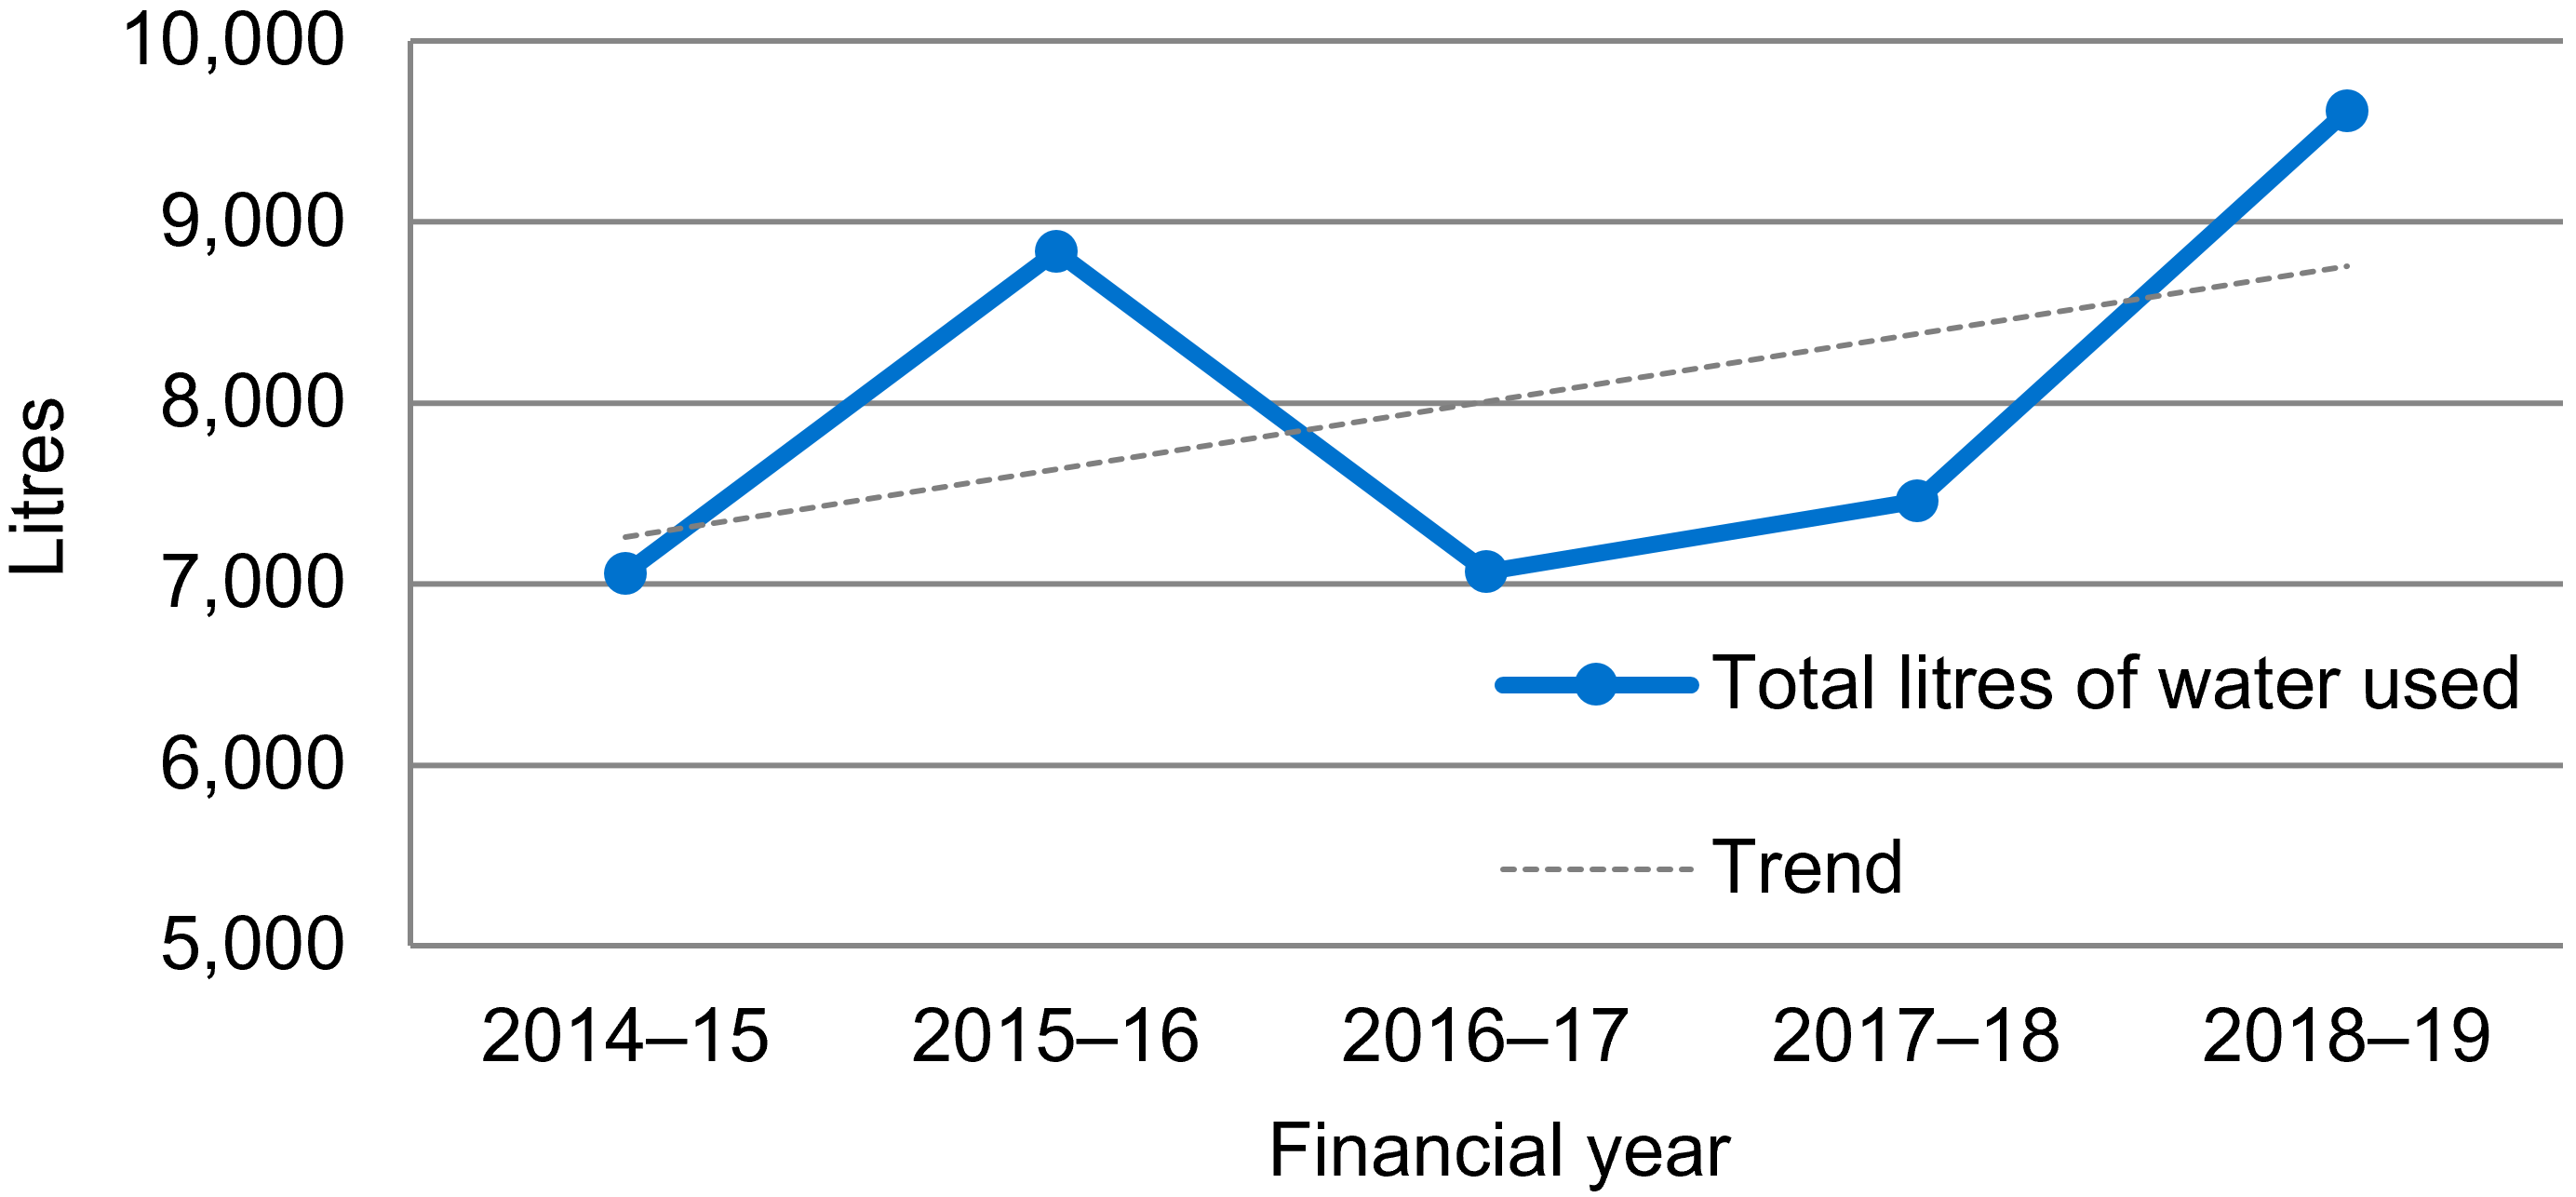 10,000
9,000
8,000
7,000
6,000
5,000
Litres
Total litres of water used
Trend
2014–15 2015–16 2016–17 2017–18 2018–19
Financial year